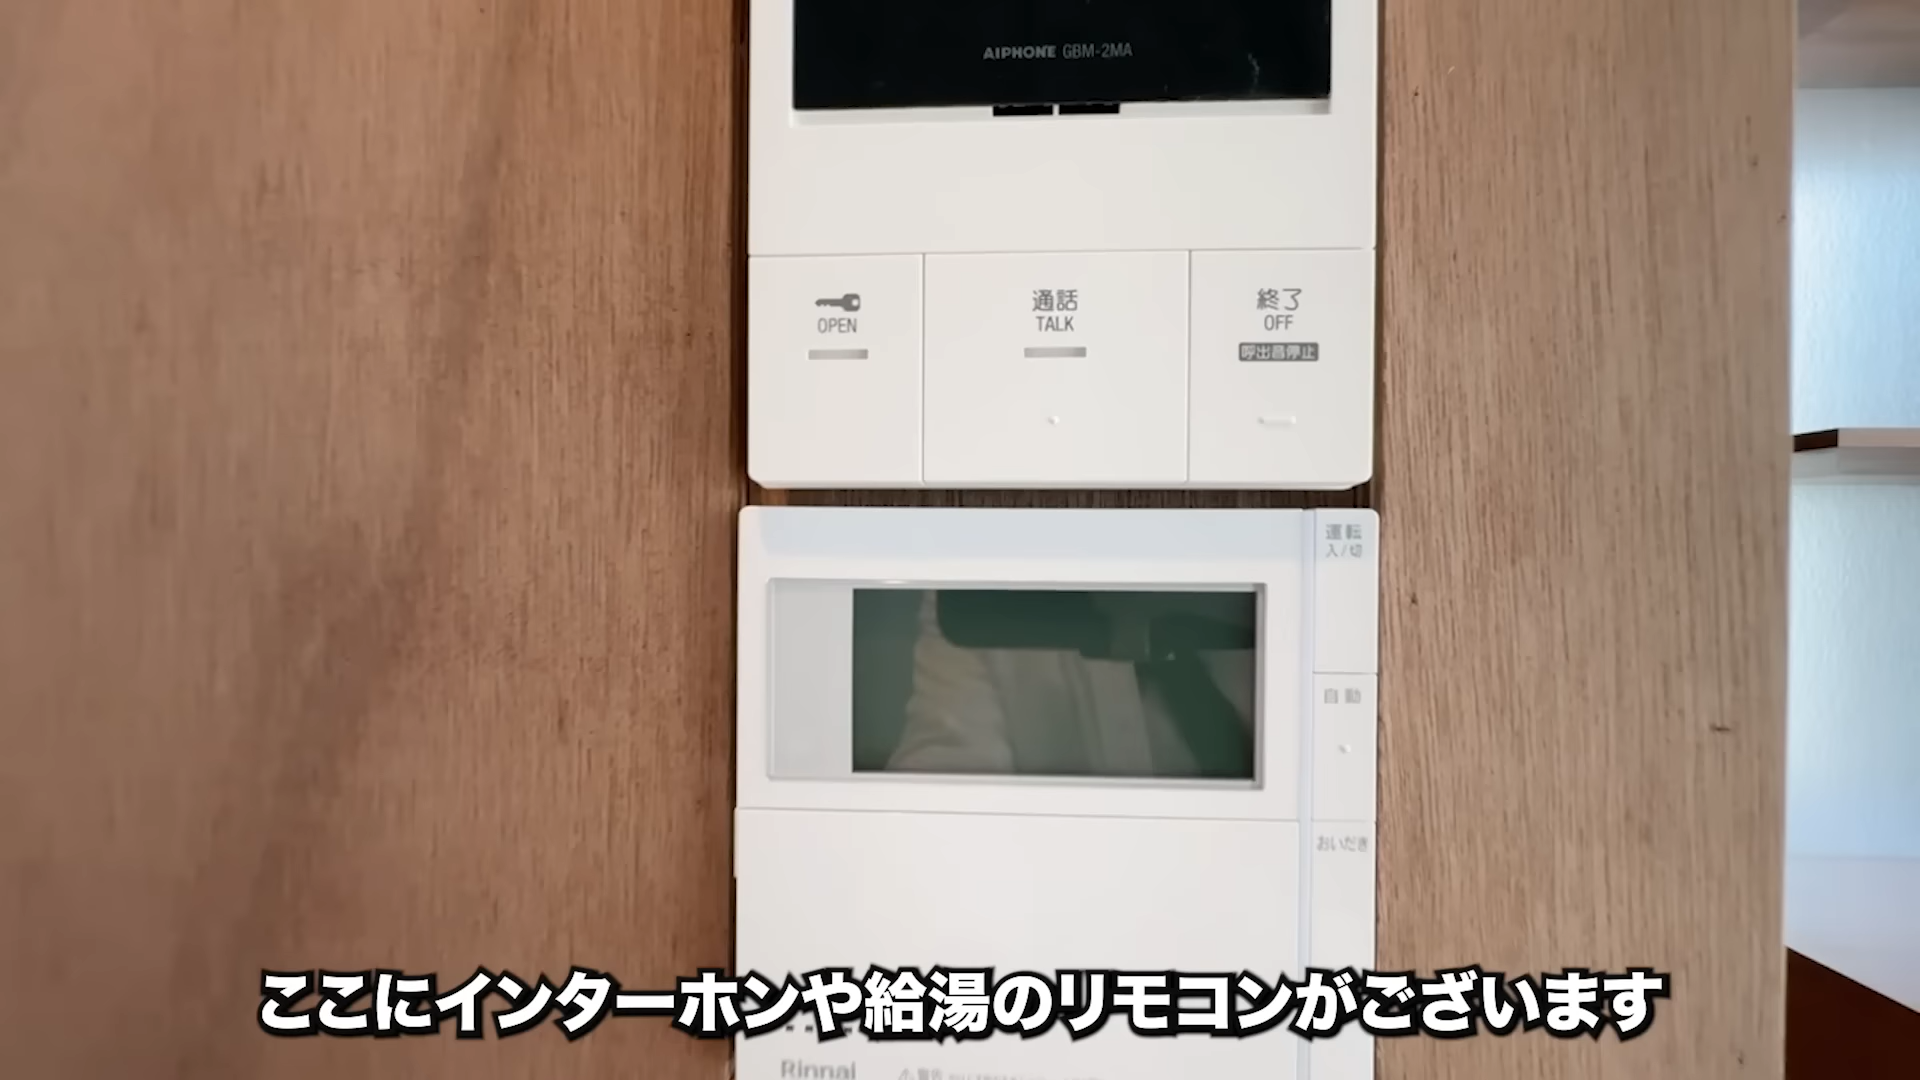 AIPHONE GBM-2MA
OPEN
通話
TALK
終了
OFF
呼出音停止
運転
入/切
自動
おいだき
ここにインターホンや給湯のリモコンがございます
Rinnai
警告